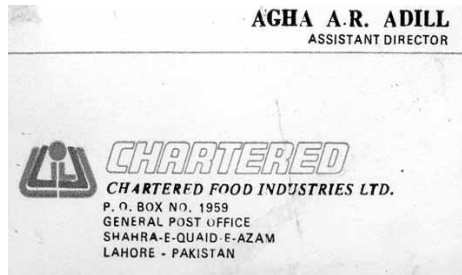 AGHA A.R. ADILL
ASSISTANT DIRECTOR
CHARTERED
CHARTERED FOOD INDUSTRIES LTD.
P. O. BOX NO. 1959
GENERAL POST OFFICE
SHAHRA-E-QUAID-E-AZAM
LAHORE - PAKISTAN